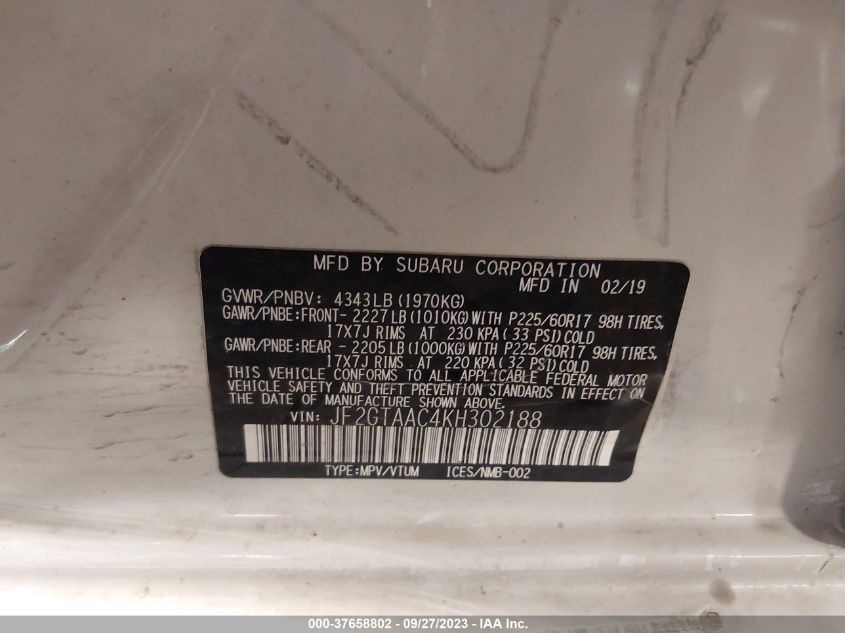 MFD BY SUBARU CORPORATION
MFD IN 02/19
GVWR/PNBV: 4343LB(1970KG)
GAWR/PNBE:FRONT- 2227LB(1010KG)WITH P225/60R17 98H TIRES,
17X7J RIMS AT 230 KPA( 33 PSI)COLD
GAWR/PNBE:REAR - 2205LB(1000KG)WITH P225/60R17 98H TIRES,
17X7J RIMS AT 220 KPA( 32 PSI)COLD
THIS VEHICLE CONFORMS TO ALL APPLICABLE FEDERAL MOTOR
VEHICLE SAFETY AND THEFT PREVENTION STANDARDS IN EFFECT ON
THE DATE OF MANUFACTURE SHOWN ABOVE.
VIN: JF2GTAAC4KH302188
TYPE:MPV/VTUM ICES/NMB-002
000-37658802 - 09/27/2023 - IAA Inc.